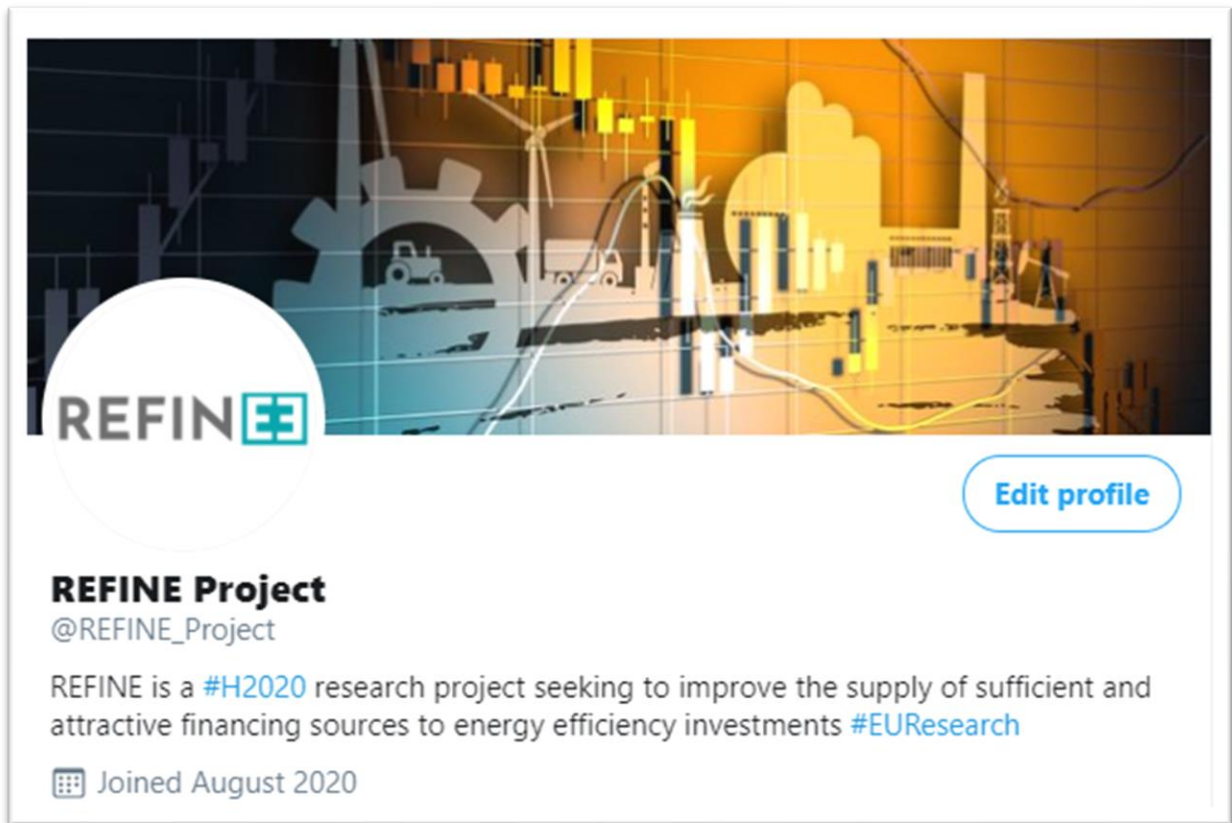 REFINEE
Edit profile
REFINE Project
@REFINE_Project
REFINE is a #H2020 research project seeking to improve the supply of sufficient and
attractive financing sources to energy efficiency investments #EUResearch
Joined August 2020